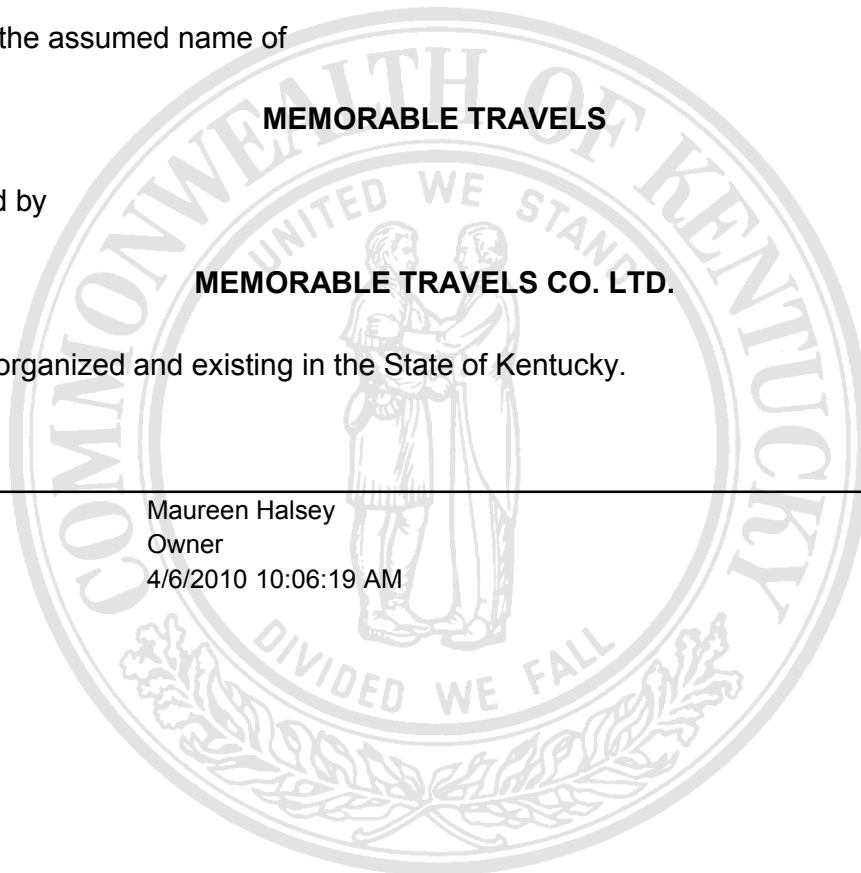 the assumed name of
MEMORABLE TRAVELS
d by
MEMORABLE TRAVELS CO. LTD.
organized and existing in the State of Kentucky.
Maureen Halsey
Owner
4/6/2010 10:06:19 AM
COMMONWEALTH OF KENTUCKY
UNITED WE STAND
DIVIDED WE FALL